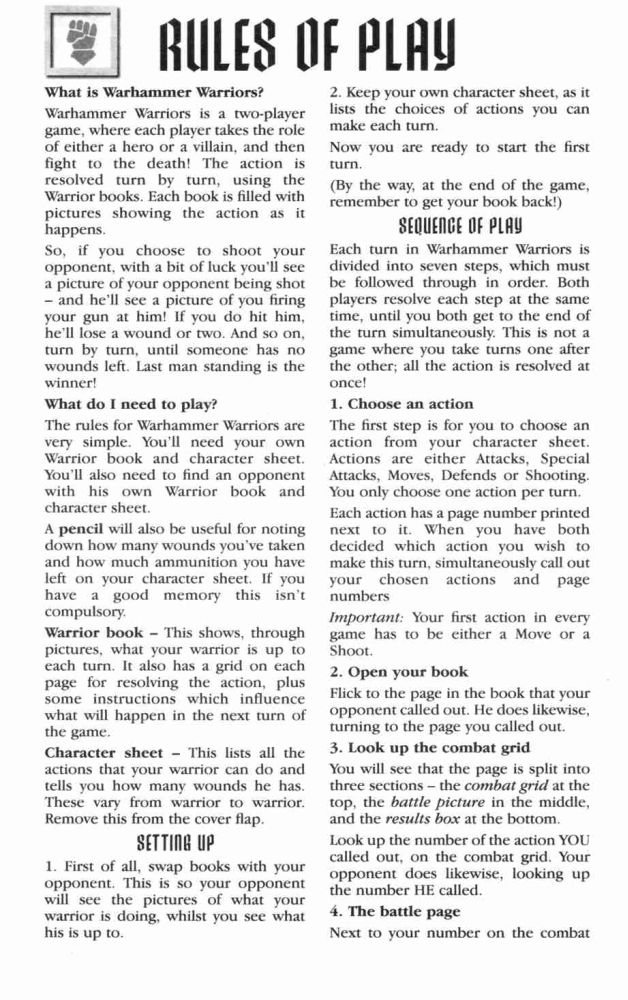 RULES OF PLAY
What is Warhammer Warriors?
Warhammer Warriors is a two-player
game, where each player takes the role
of either a hero or a villain, and then
fight to the death! The action is
resolved turn by turn, using the
Warrior books. Each book is filled with
pictures showing the action as it
happens.
So, if you choose to shoot your
opponent, with a bit of luck you'll see
a picture of your opponent being shot
– and he'll see a picture of you firing
your gun at him! If you do hit him,
he'll lose a wound or two. And so on,
turn by turn, until someone has no
wounds left. Last man standing is the
winner!
What do I need to play?
The rules for Warhammer Warriors are
very simple. You'll need your own
Warrior book and character sheet.
You'll also need to find an opponent
with his own Warrior book and
character sheet.
A pencil will also be useful for noting
down how many wounds you've taken
and how much ammunition you have
left on your character sheet. If you
have a good memory this isn't
compulsory.
Warrior book – This shows, through
pictures, what your warrior is up to
each turn. It also has a grid on each
page for resolving the action, plus
some instructions which influence
what will happen in the next turn of
the game.
Character sheet – This lists all the
actions that your warrior can do and
tells you how many wounds he has.
These vary from warrior to warrior.
Remove this from the cover flap.
SETTING UP
1. First of all, swap books with your
opponent. This is so your opponent
will see the pictures of what your
warrior is doing, whilst you see what
his is up to.
2. Keep your own character sheet, as it
lists the choices of actions you can
make each turn.
Now you are ready to start the first
turn.
(By the way, at the end of the game,
remember to get your book back!)
SEQUENCE OF PLAY
Each turn in Warhammer Warriors is
divided into seven steps, which must
be followed through in order. Both
players resolve each step at the same
time, until you both get to the end of
the turn simultaneously. This is not a
game where you take turns one after
the other; all the action is resolved at
once!
1. Choose an action
The first step is for you to choose an
action from your character sheet.
Actions are either Attacks, Special
Attacks, Moves, Defends or Shooting.
You only choose one action per turn.
Each action has a page number printed
next to it. When you have both
decided which action you wish to
make this turn, simultaneously call out
your chosen actions and page
numbers
Important: Your first action in every
game has to be either a Move or a
Shoot.
2. Open your book
Flick to the page in the book that your
opponent called out. He does likewise,
turning to the page you called out.
3. Look up the combat grid
You will see that the page is split into
three sections – the combat grid at the
top, the battle picture in the middle,
and the results box at the bottom.
Look up the number of the action YOU
called out, on the combat grid. Your
opponent does likewise, looking up
the number HE called.
4. The battle page
Next to your number on the combat